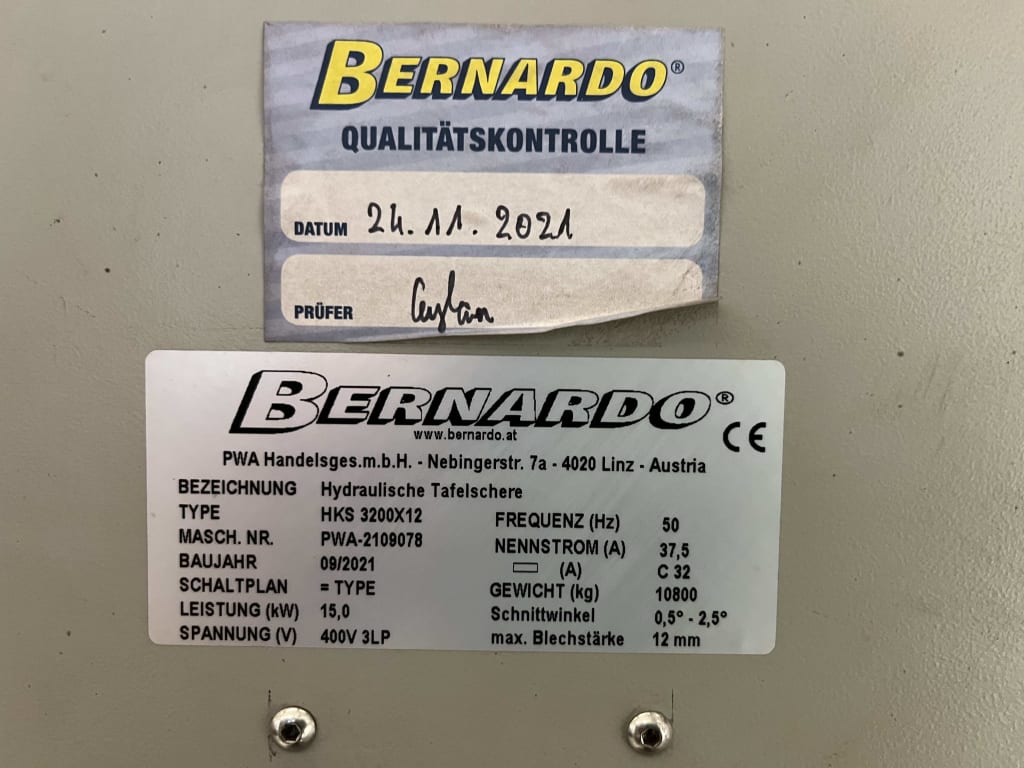 BERNARDO®
QUALITÄTSKONTROLLE
DATUM 24.11.2021
PRÜFER Ceylan
BERNARDO®
www.bernardo.at
CE
PWA Handelsges.m.b.H. - Nebingerstr. 7a - 4020 Linz - Austria
BEZEICHNUNG Hydraulische Tafelschere
TYPE HKS 3200X12
MASCH. NR. PWA-2109078
BAUJAHR 09/2021
SCHALTPLAN = TYPE
LEISTUNG (kW) 15,0
SPANNUNG (V) 400V 3LP
FREQUENZ (Hz) 50
NENNSTROM (A) 37,5
(A) C 32
GEWICHT (kg) 10800
Schnittwinkel 0,5° - 2,5°
max. Blechstärke 12 mm